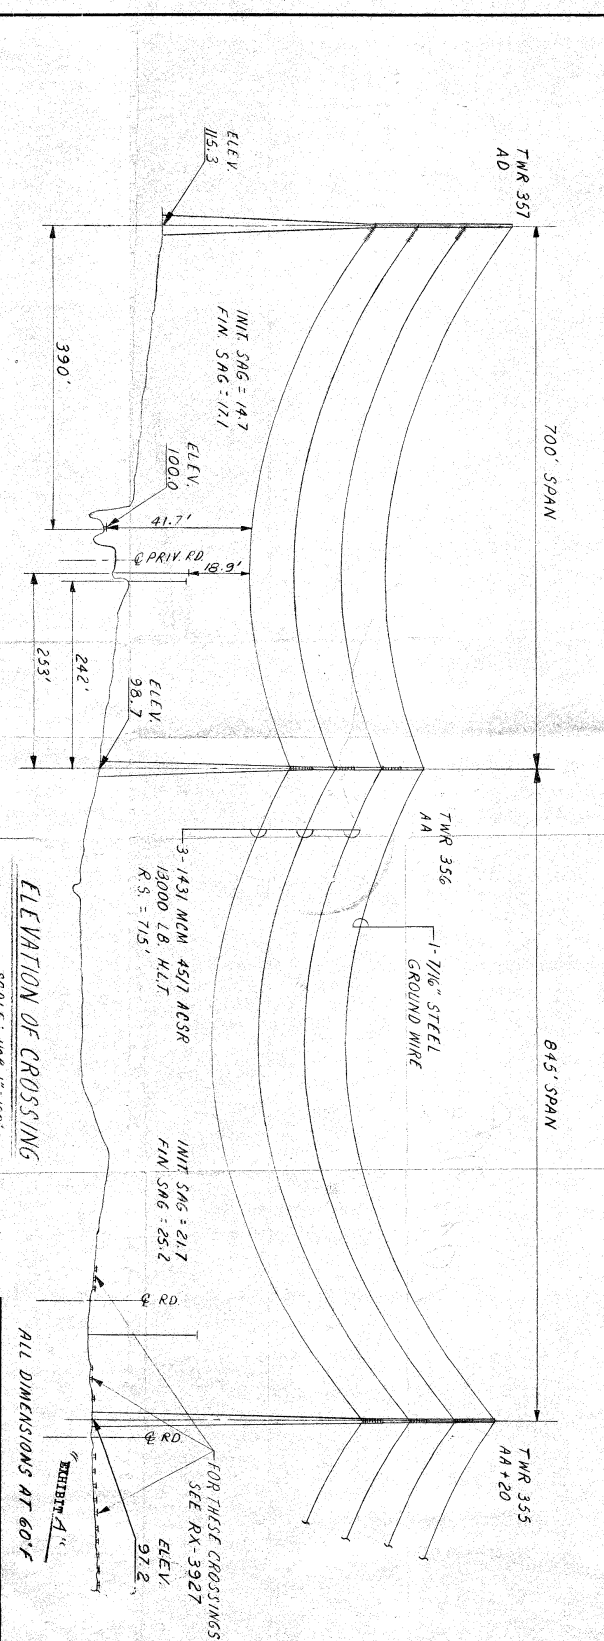 TWR 357
AD
700' SPAN
ELEV.
115.3
INIT. SAG = 14.7
FIN. SAG = 17.1
390'
ELEV.
100.0
41.7'
℄ PRIV. RD.
18.9'
253'
242'
ELEV.
98.7
TWR 356
AA
845' SPAN
1-7/16" STEEL
GROUND WIRE
3-1431 MCM 45/7 ACSR
13,000 LB. H.L.T.
R.S. = 715'
INIT. SAG = 21.7
FIN SAG = 25.2
TWR 355
AA + 20
℄ RD.
℄ RD.
FOR THESE CROSSINGS
SEE RX-3927
ELEV.
97.2
ELEVATION OF CROSSING
ALL DIMENSIONS AT 60°F
"EXHIBIT A"